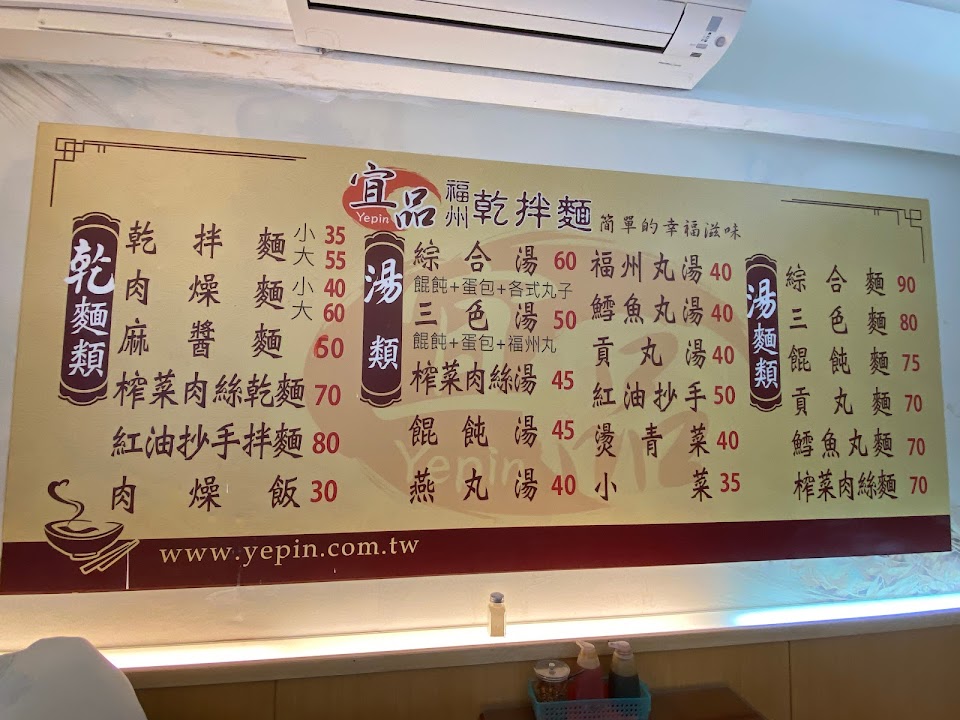 宜品 Yepin 福州 乾拌麵 簡單的幸福滋味
乾麵類
乾拌麵 小 35
大 55
肉燥麵 小 40
大 60
麻醬麵 60
榨菜肉絲乾麵 70
紅油抄手拌麵 80
肉燥飯 30
湯類
綜合湯 60
餛飩+蛋包+各式丸子
三色湯 50
餛飩+蛋包+福州丸
榨菜肉絲湯 45
餛飩湯 45
燕丸湯 40
福州丸湯 40
鱈魚丸湯 40
貢丸湯 40
紅油抄手 50
燙青菜 40
小菜 35
湯麵類
綜合麵 90
三色麵 80
餛飩麵 75
貢丸麵 70
鱈魚丸麵 70
榨菜肉絲麵 70
宜品
Yepin
www.yepin.com.tw